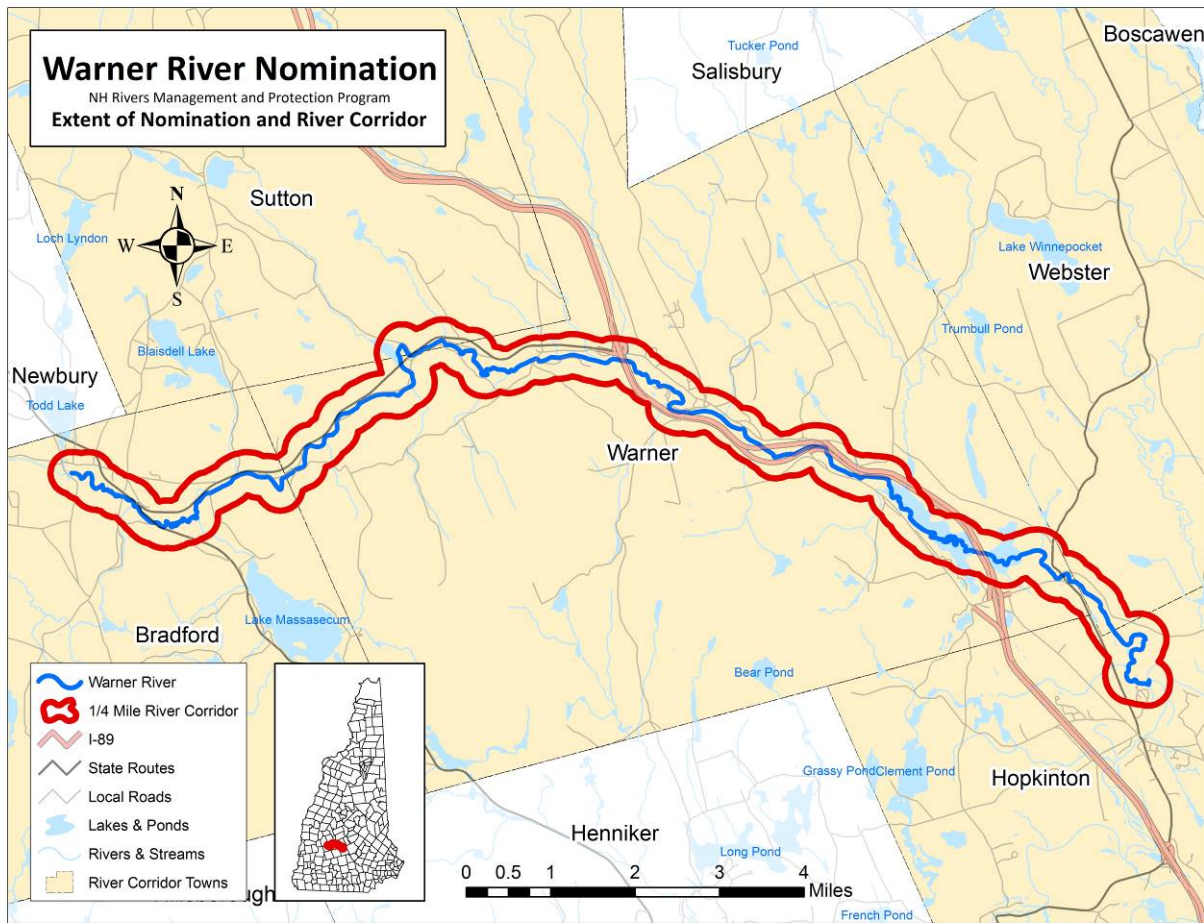 Warner River Nomination
NH Rivers Management and Protection Program
Extent of Nomination and River Corridor
Boscawen
Tucker Pond
Salisbury
Sutton
N
W
E
S
Loch Lyndon
Lake Winnepocket
Webster
Trumbull Pond
Blaisdell Lake
Newbury
Todd Lake
Warner
Lake Massasecum
Bradford
Bear Pond
Grassy Pond
Clement Pond
Hopkinton
Henniker
Long Pond
French Pond
Warner River
1/4 Mile River Corridor
I-89
State Routes
Local Roads
Lakes & Ponds
Rivers & Streams
River Corridor Towns
0 0.5 1 2 3 4
Miles